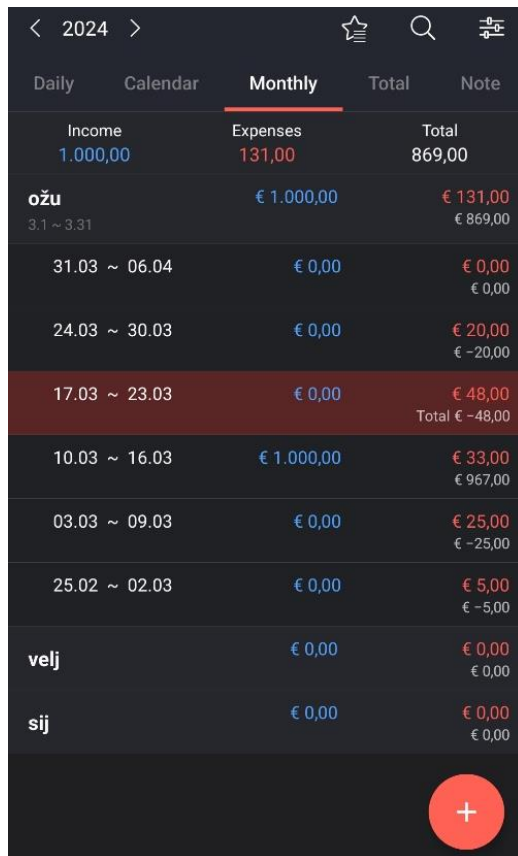 2024
Daily Calendar Monthly Total Note
Income Expenses Total
1.000,00 131,00 869,00
ožu € 1.000,00 € 131,00
3.1 ~ 3.31 € 869,00
31.03 ~ 06.04 € 0,00 € 0,00
€ 0,00
24.03 ~ 30.03 € 0,00 € 20,00
€ −20,00
17.03 ~ 23.03 € 0,00 € 48,00
Total € −48,00
10.03 ~ 16.03 € 1.000,00 € 33,00
€ 967,00
03.03 ~ 09.03 € 0,00 € 25,00
€ −25,00
25.02 ~ 02.03 € 0,00 € 5,00
€ −5,00
velj € 0,00 € 0,00
€ 0,00
sij € 0,00 € 0,00
€ 0,00